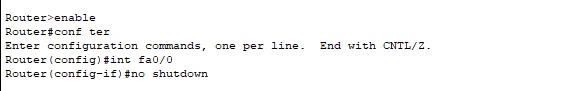 Router>enable
Router#conf ter
Enter configuration commands, one per line.  End with CNTL/Z.
Router(config)#int fa0/0
Router(config-if)#no shutdown